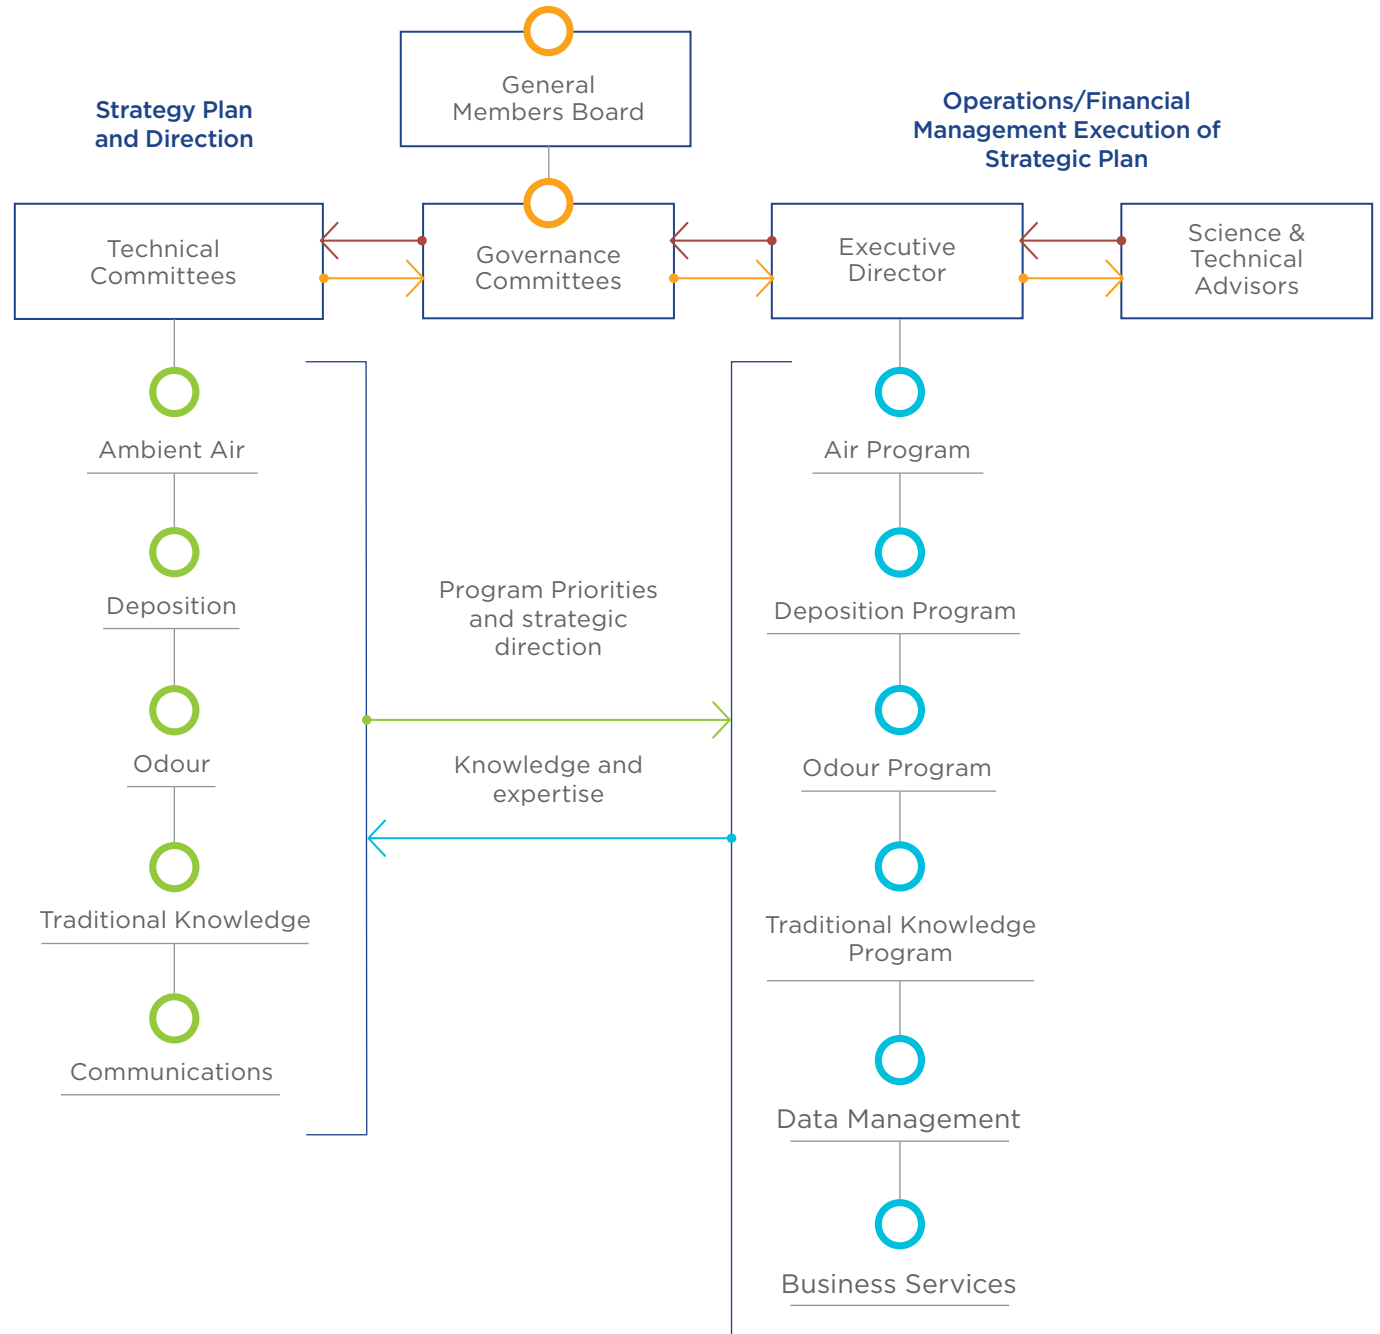 General
Members Board
Strategy Plan
and Direction
Operations/Financial
Management Execution of
Strategic Plan
Technical
Committees
Governance
Committees
Executive
Director
Science &
Technical
Advisors
Ambient Air
Deposition
Odour
Traditional Knowledge
Communications
Program Priorities
and strategic
direction
Knowledge and
expertise
Air Program
Deposition Program
Odour Program
Traditional Knowledge
Program
Data Management
Business Services